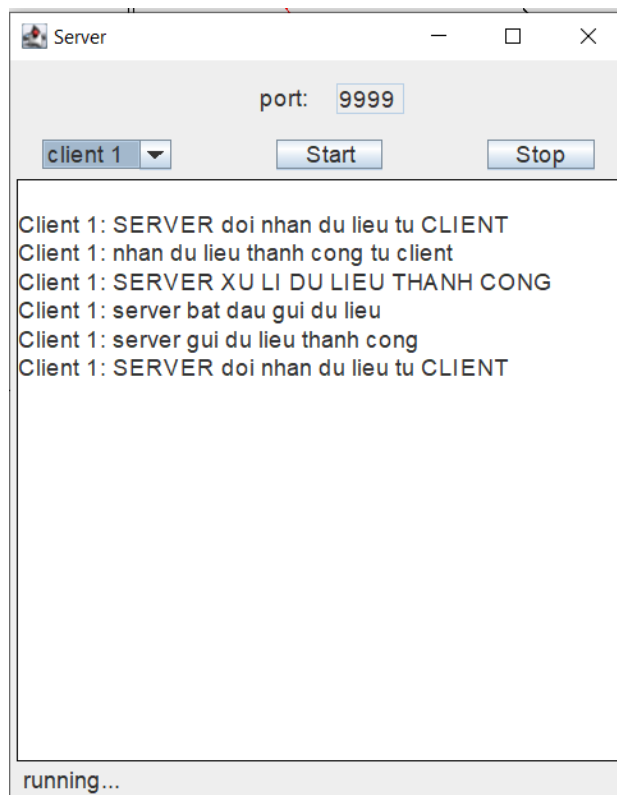 Server
port: 9999
client 1 Start Stop
Client 1: SERVER doi nhan du lieu tu CLIENT
Client 1: nhan du lieu thanh cong tu client
Client 1: SERVER XU LI DU LIEU THANH CONG
Client 1: server bat dau gui du lieu
Client 1: server gui du lieu thanh cong
Client 1: SERVER doi nhan du lieu tu CLIENT
running...